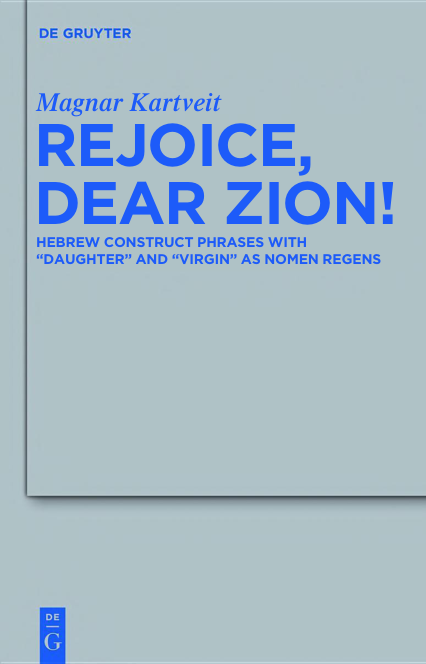 DE GRUYTER
Magnar Kartveit
REJOICE,
DEAR ZION!
HEBREW CONSTRUCT PHRASES WITH
“DAUGHTER” AND “VIRGIN” AS NOMEN REGENS
DE
G